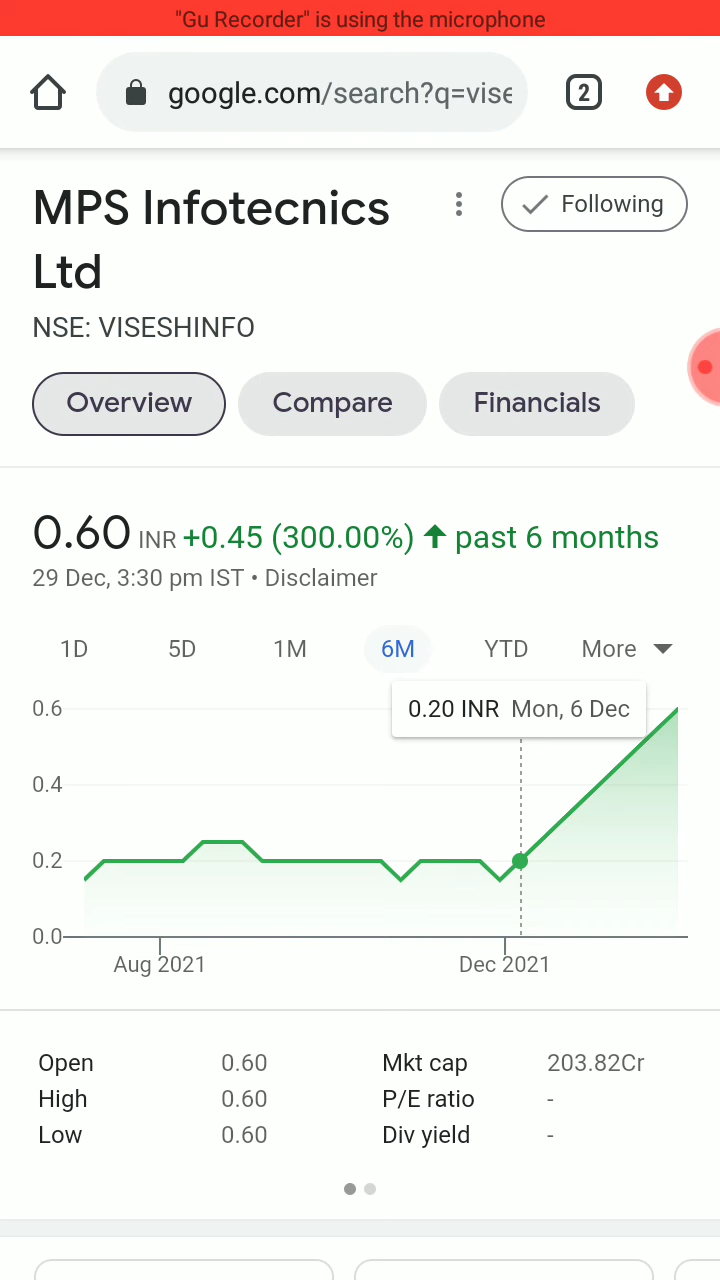 "Gu Recorder" is using the microphone
google.com/search?q=vise
2
MPS Infotecnics
Ltd
Following
NSE: VISESHINFO
Overview Compare Financials
0.60 INR +0.45 (300.00%) ↑ past 6 months
29 Dec, 3:30 pm IST • Disclaimer
1D 5D 1M 6M YTD More
0.20 INR Mon, 6 Dec
0.6
0.4
0.2
0.0
Aug 2021 Dec 2021
Open 0.60 Mkt cap 203.82Cr
High 0.60 P/E ratio -
Low 0.60 Div yield -